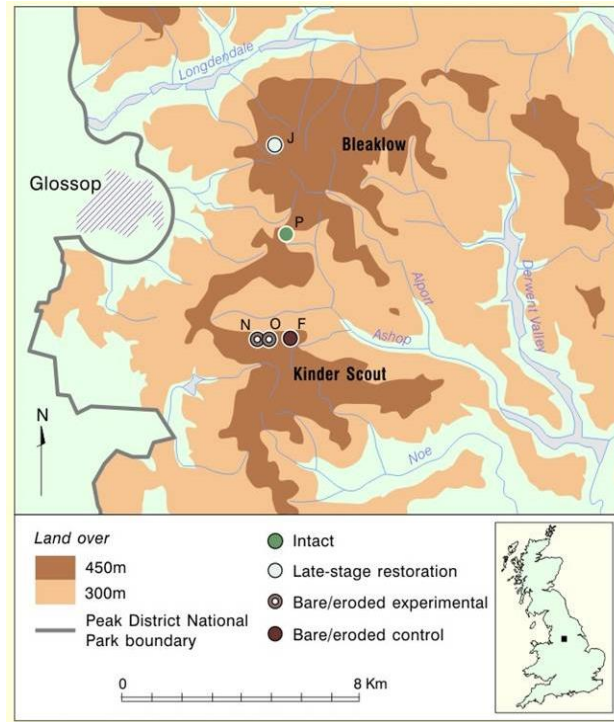 Longdendale
J
Bleaklow
Glossop
P
Alport
Derwent Valley
N
O
F
Ashop
Kinder Scout
N
Noe
Land over
450m
300m
Peak District National
Park boundary
Intact
Late-stage restoration
Bare/eroded experimental
Bare/eroded control
0
8 Km